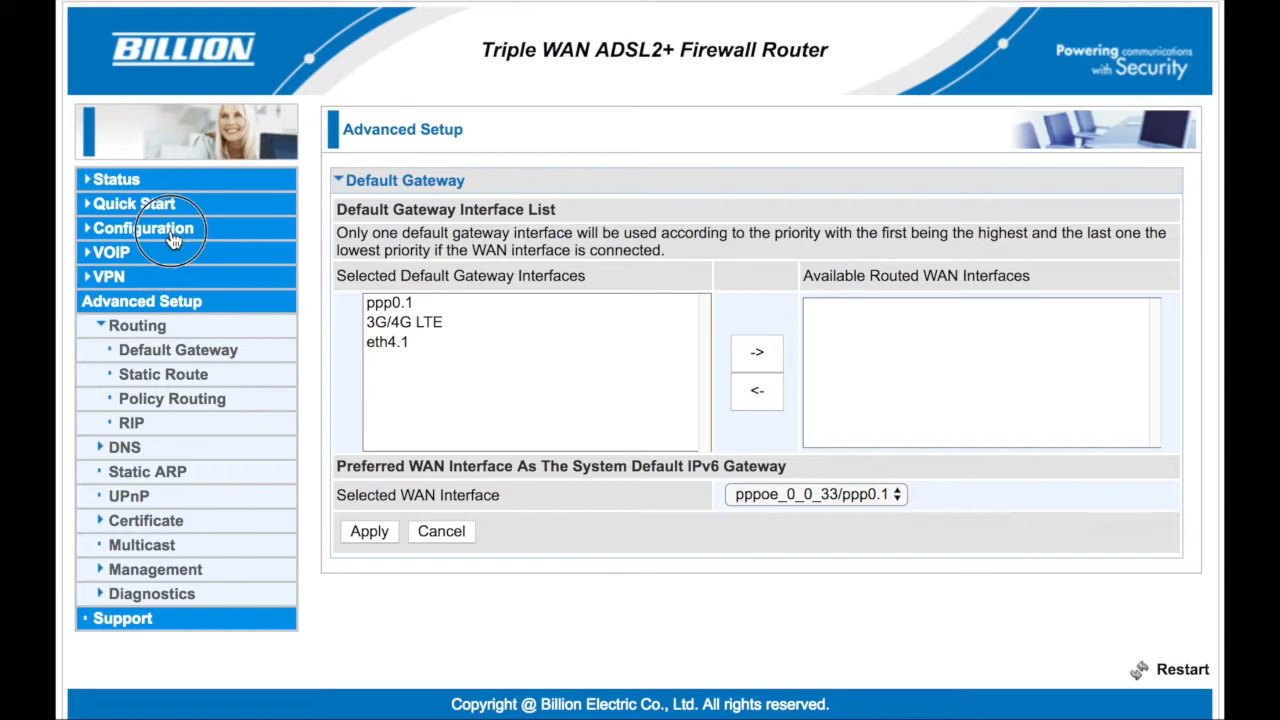 BILLION
Triple WAN ADSL2+ Firewall Router
Powering communications
with Security
Advanced Setup
Status
Quick Start
Configuration
VOIP
VPN
Advanced Setup
Routing
Default Gateway
Static Route
Policy Routing
RIP
DNS
Static ARP
UPnP
Certificate
Multicast
Management
Diagnostics
Support
Default Gateway
Default Gateway Interface List
Only one default gateway interface will be used according to the priority with the first being the highest and the last one the
lowest priority if the WAN interface is connected.
Selected Default Gateway Interfaces
Available Routed WAN Interfaces
ppp0.1
3G/4G LTE
eth4.1
->
<-
Preferred WAN Interface As The System Default IPv6 Gateway
Selected WAN Interface
pppoe_0_0_33/ppp0.1
Apply Cancel
Restart
Copyright @ Billion Electric Co., Ltd. All rights reserved.